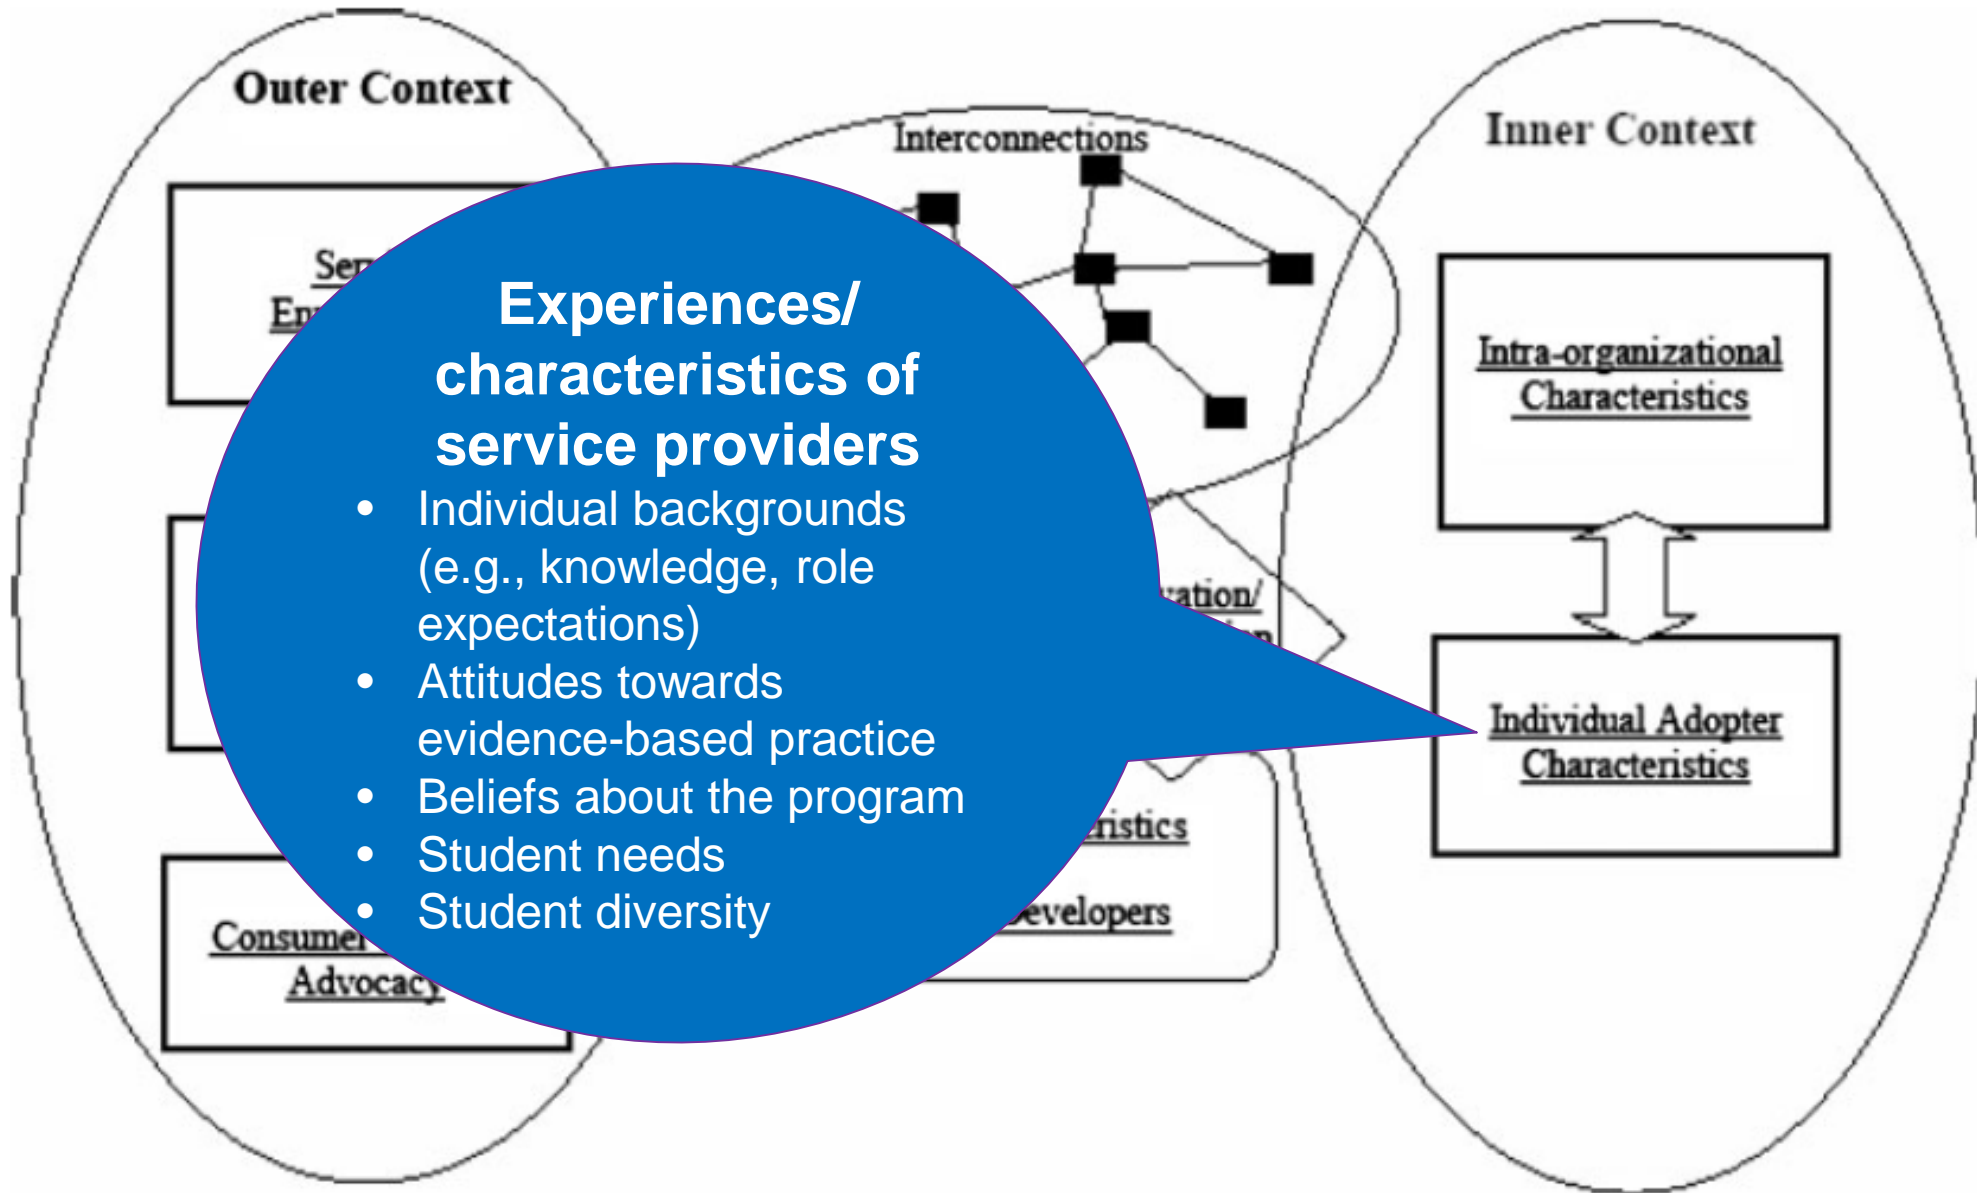 Outer Context
Interconnections
Inner Context
Experiences/
characteristics of
service providers
• Individual backgrounds
(e.g., knowledge, role
expectations)
• Attitudes towards
evidence-based practice
• Beliefs about the program
• Student needs
• Student diversity
Consumer
Advocacy
Developers
Intra-organizational
Characteristics
Individual Adopter
Characteristics